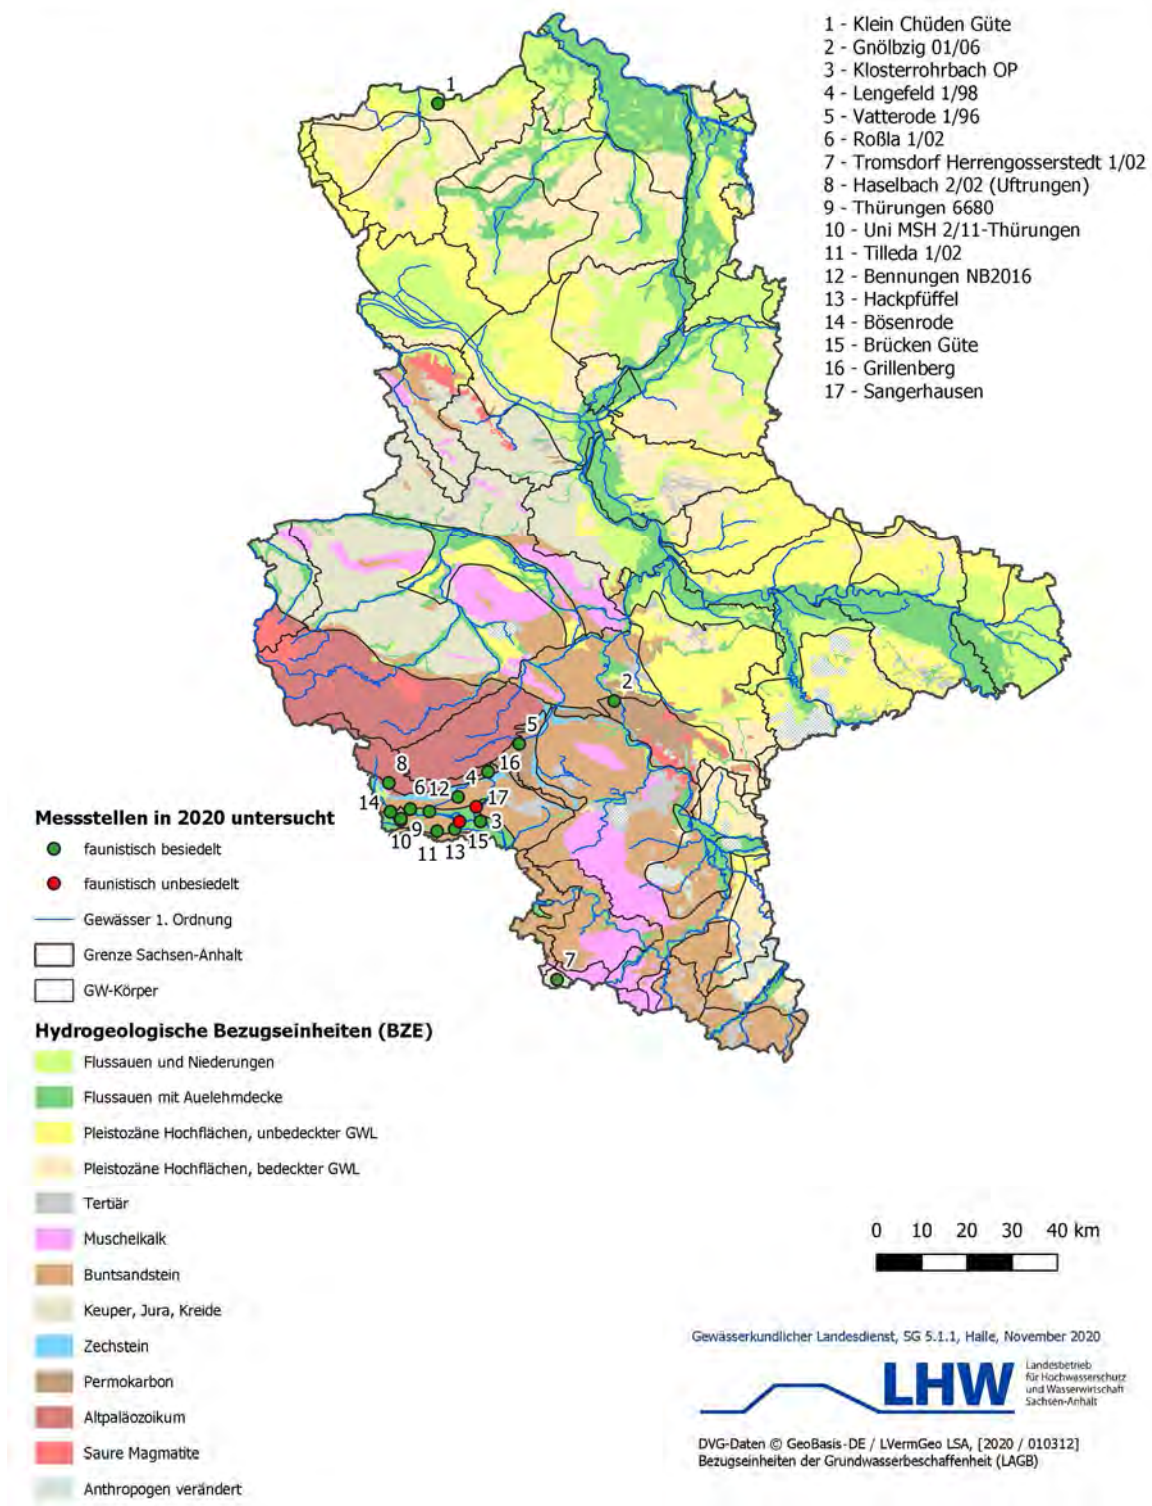 1 - Klein Chüden Güte
2 - Gnölbzig 01/06
3 - Klosterrohrbach OP
4 - Lengefeld 1/98
5 - Vatterode 1/96
6 - Roßla 1/02
7 - Tromsdorf Herrengosserstedt 1/02
8 - Haselbach 2/02 (Uftrungen)
9 - Thürungen 6680
10 - Uni MSH 2/11-Thürungen
11 - Tilleda 1/02
12 - Bennungen NB2016
13 - Hackpfüffel
14 - Bösenrode
15 - Brücken Güte
16 - Grillenberg
17 - Sangerhausen
1
2
5
8
6
12
4
16
17
14
10
9
11
13
15
3
7
Messstellen in 2020 untersucht
faunistisch besiedelt
faunistisch unbesiedelt
Gewässer 1. Ordnung
Grenze Sachsen-Anhalt
GW-Körper
Hydrogeologische Bezugseinheiten (BZE)
Flussauen und Niederungen
Flussauen mit Auelehmdecke
Pleistozäne Hochflächen, unbedeckter GWL
Pleistozäne Hochflächen, bedeckter GWL
Tertiär
Muschelkalk
Buntsandstein
Keuper, Jura, Kreide
Zechstein
Permokarbon
Altpaläozoikum
Saure Magmatite
Anthropogen verändert
0 10 20 30 40 km
Gewässerkundlicher Landesdienst, SG 5.1.1, Halle, November 2020
LHW
Landesbetrieb
für Hochwasserschutz
und Wasserwirtschaft
Sachsen-Anhalt
DVG-Daten © GeoBasis-DE / LVermGeo LSA, [2020 / 010312]
Bezugseinheiten der Grundwasserbeschaffenheit (LAGB)